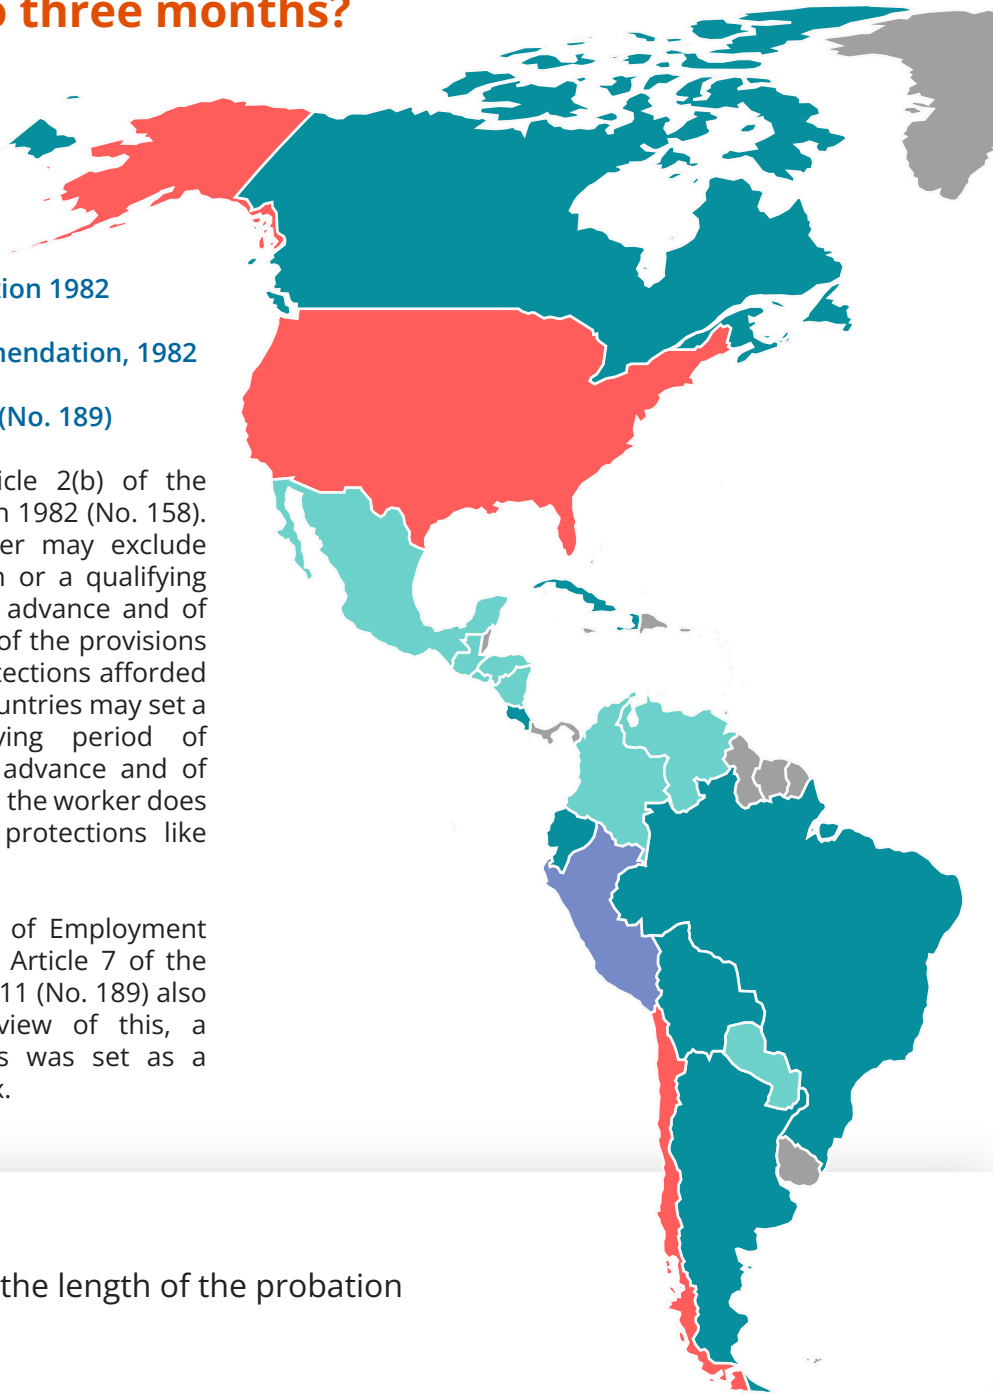 three months?
tion 1982
endation, 1982
(No. 189)
icle 2(b) of the
n 1982 (No. 158).
er may exclude
n or a qualifying
advance and of
of the provisions
tections afforded
untries may set a
ying period of
advance and of
the worker does
protections like
of Employment
Article 7 of the
11 (No. 189) also
view of this, a
s was set as a
x.
the length of the probation